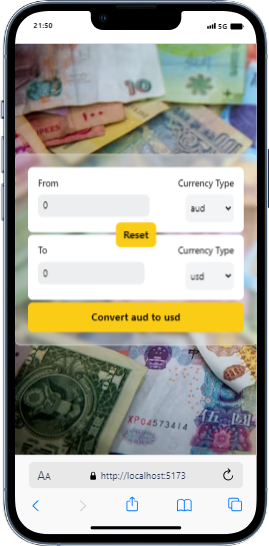 21:50
5G
10
From
Currency Type
0
aud
Reset
To
Currency Type
0
usd
Convert aud to usd
XP04573414
AA
http://localhost:5173